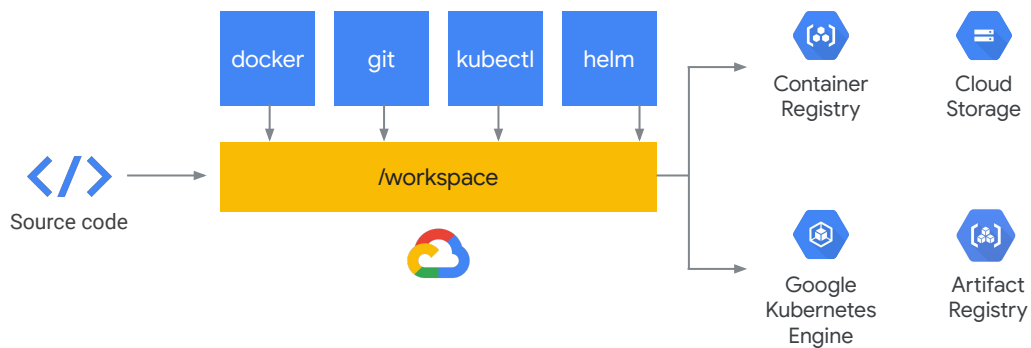 docker
git
kubectl
helm
Source code
/workspace
Container
Registry
Cloud
Storage
Google
Kubernetes
Engine
Artifact
Registry